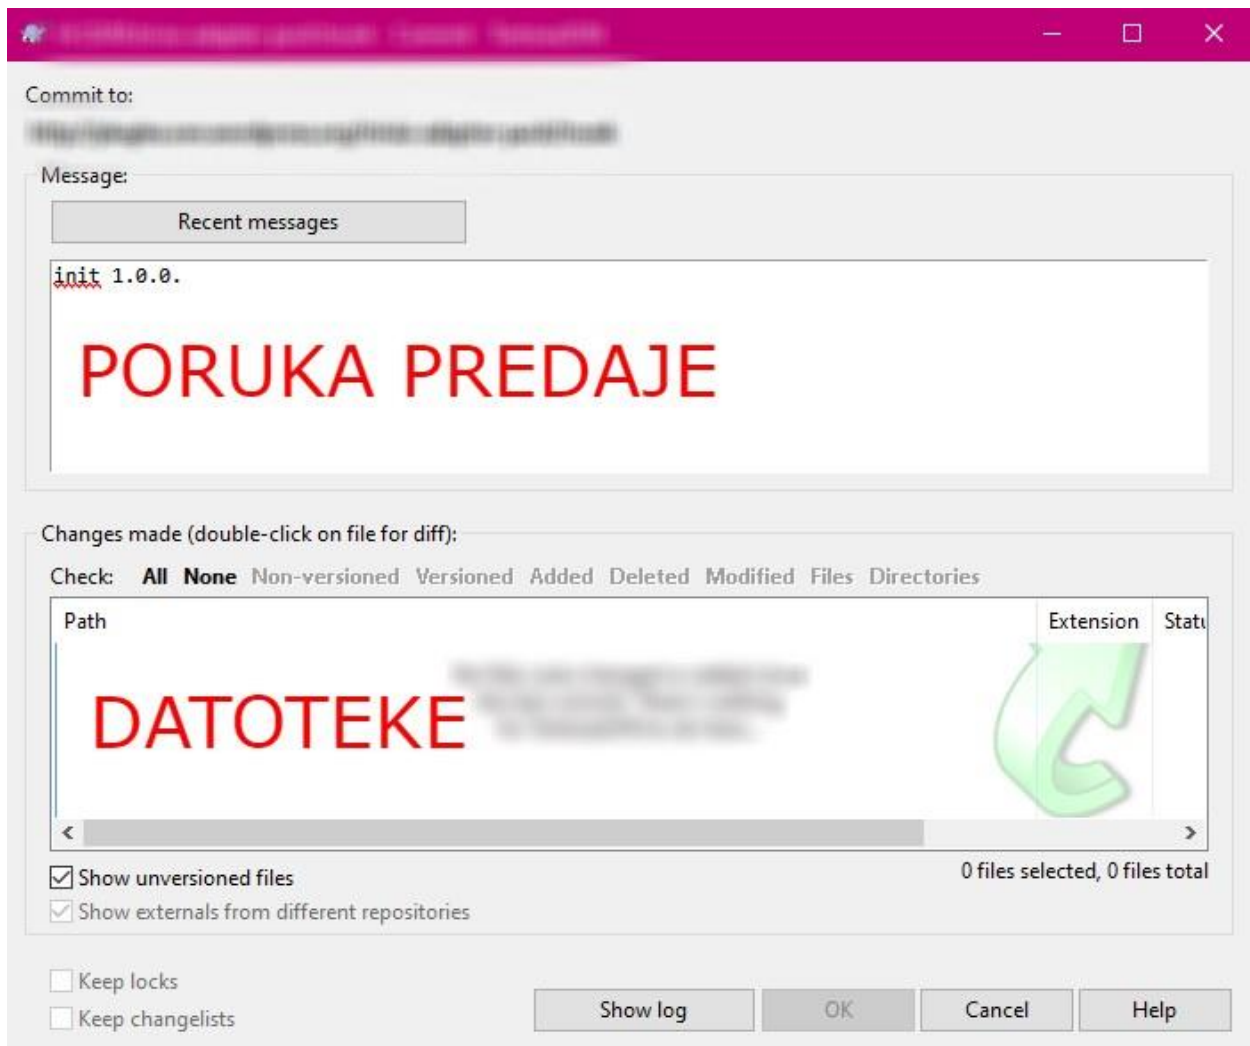 Commit to:
Message:
Recent messages
init 1.0.0.
PORUKA PREDAJE
Changes made (double-click on file for diff):
Check: All None Non-versioned Versioned Added Deleted Modified Files Directories
Path Extension Statu
DATOTEKE
Show unversioned files
0 files selected, 0 files total
Show externals from different repositories
Keep locks
Keep changelists
Show log OK Cancel Help